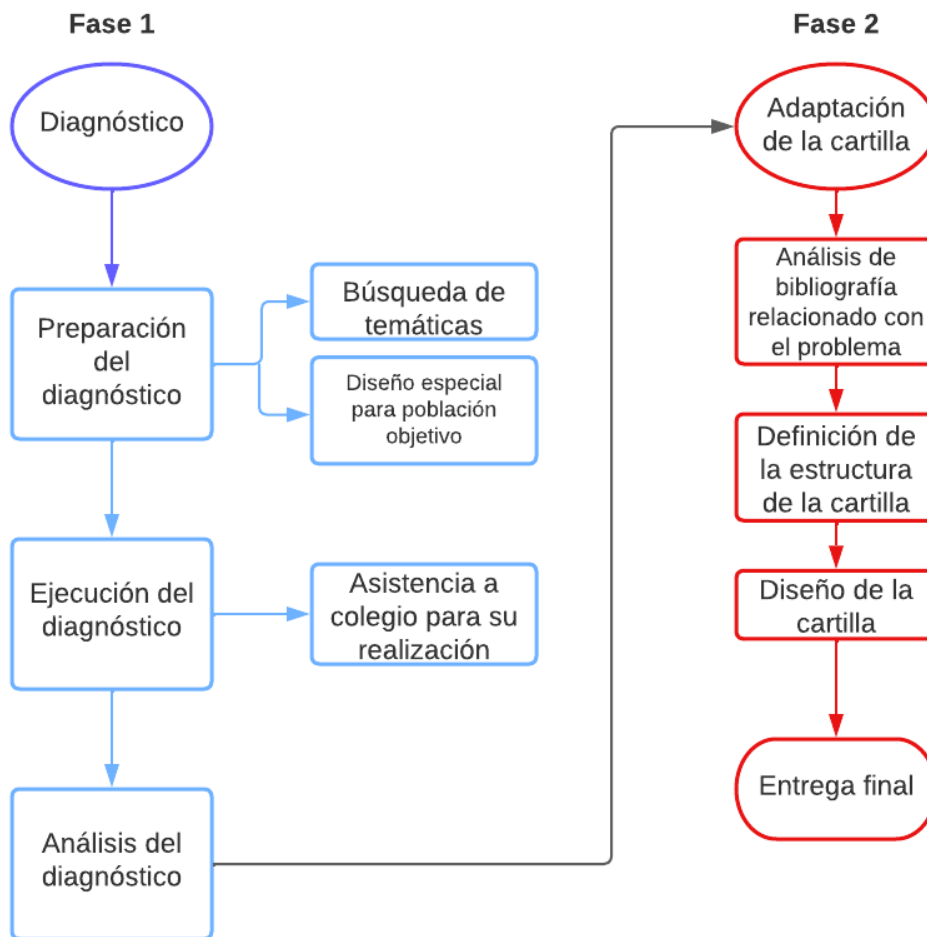 Fase 1
Diagnóstico
Preparación
del
diagnóstico
Búsqueda de
temáticas
Diseño especial
para población
objetivo
Ejecución del
diagnóstico
Asistencia a
colegio para su
realización
Análisis del
diagnóstico
Fase 2
Adaptación
de la cartilla
Análisis de
bibliografía
relacionado con
el problema
Definición de
la estructura
de la cartilla
Diseño de la
cartilla
Entrega final